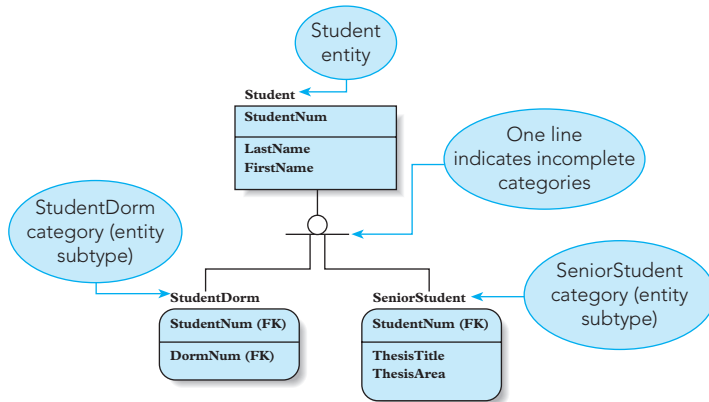 Student
entity
Student
StudentNum
LastName
FirstName
One line
indicates incomplete
categories
StudentDorm
category (entity
subtype)
StudentDorm
StudentNum (FK)
DormNum (FK)
SeniorStudent
StudentNum (FK)
ThesisTitle
ThesisArea
SeniorStudent
category (entity
subtype)